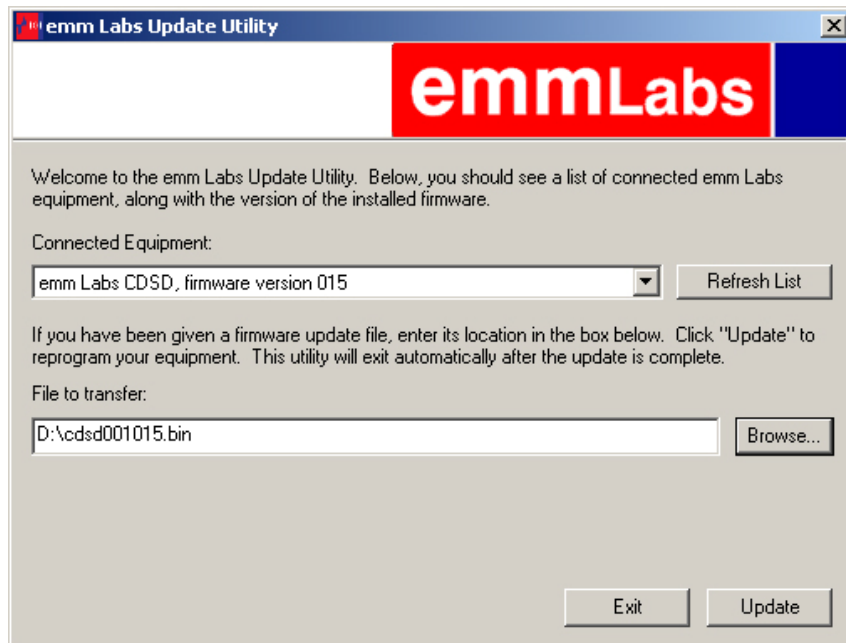 emm Labs Update Utility
emmLabs
Welcome to the emm Labs Update Utility.  Below, you should see a list of connected emm Labs
equipment, along with the version of the installed firmware.
Connected Equipment:
emm Labs CDSD, firmware version 015
Refresh List
If you have been given a firmware update file, enter its location in the box below.  Click "Update" to
reprogram your equipment.  This utility will exit automatically after the update is complete.
File to transfer:
D:\cdsd001015.bin
Browse...
Exit
Update